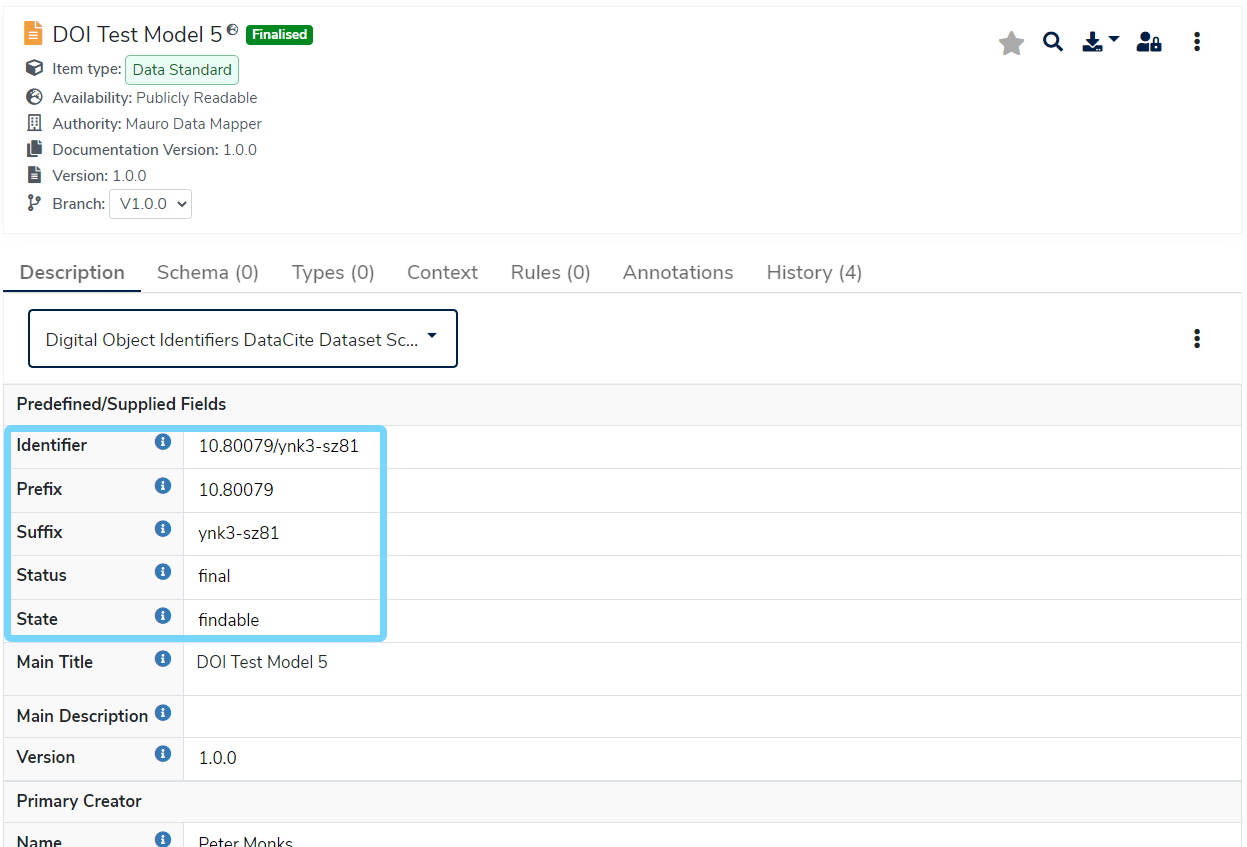 DOI Test Model 5 Finalised
Item type: Data Standard
Availability: Publicly Readable
Authority: Mauro Data Mapper
Documentation Version: 1.0.0
Version: 1.0.0
Branch: V1.0.0
Description Schema (0) Types (0) Context Rules (0) Annotations History (4)
Digital Object Identifiers DataCite Dataset Sc...
Predefined/Supplied Fields
Identifier 10.80079/ynk3-sz81
Prefix 10.80079
Suffix ynk3-sz81
Status final
State findable
Main Title DOI Test Model 5
Main Description
Version 1.0.0
Primary Creator
Name Peter Monks